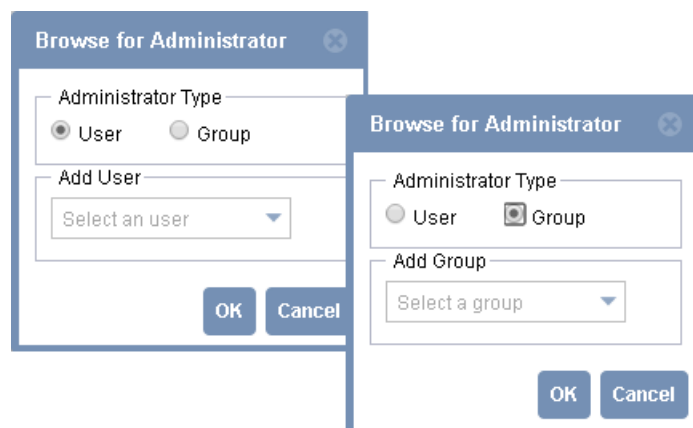 Browse for Administrator
Administrator Type
User Group
Add User
Select an user
OK Cancel
Browse for Administrator
Administrator Type
User Group
Add Group
Select a group
OK Cancel